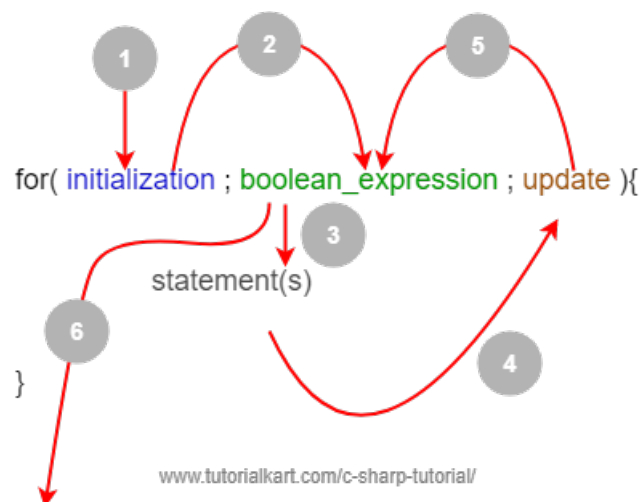 1
2
5
for( initialization ; boolean_expression ; update ){
3
statement(s)
6
4
}
www.tutorialkart.com/c-sharp-tutorial/